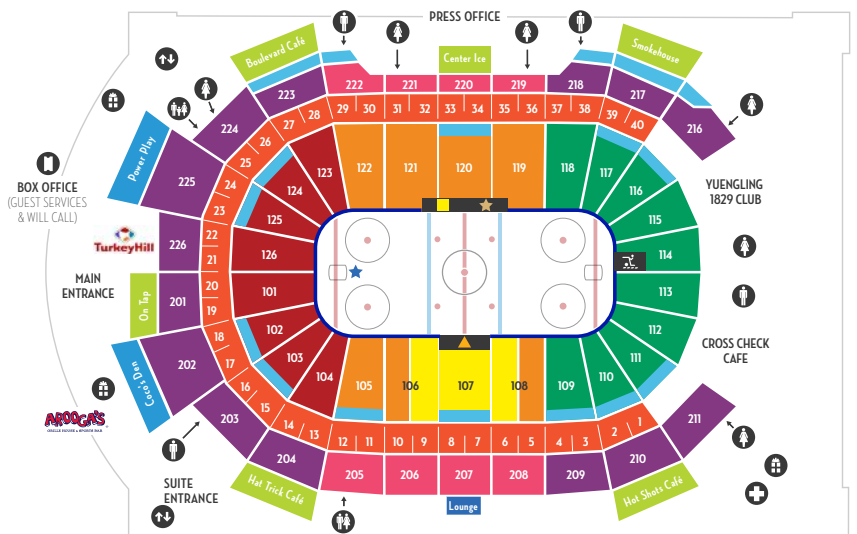 PRESS OFFICE
Boulevard Café
Center Ice
Smokehouse
222
221
220
219
218
217
216
223
224
225
226
201
202
203
204
205
206
207
208
209
210
211
29 30 31 32 33 34 35 36 37 38 39 40
28
27
26
25
24
23
22
21
20
19
18
17
16
15
14
13
12 11 10 9 8 7 6 5 4 3 2 1
122
121
120
119
118
117
116
115
114
113
112
111
110
109
108
107
106
105
104
103
102
101
126
125
124
123
Power Play
BOX OFFICE
(GUEST SERVICES
& WILL CALL)
TurkeyHill
MAIN
ENTRANCE
On Tap
Coco's Den
AROOGA'S
GRILLE HOUSE & SPORTS BAR
SUITE
ENTRANCE
Hat Trick Café
Lounge
Hot Shots Café
YUENGLING
1829 CLUB
CROSS CHECK
CAFE